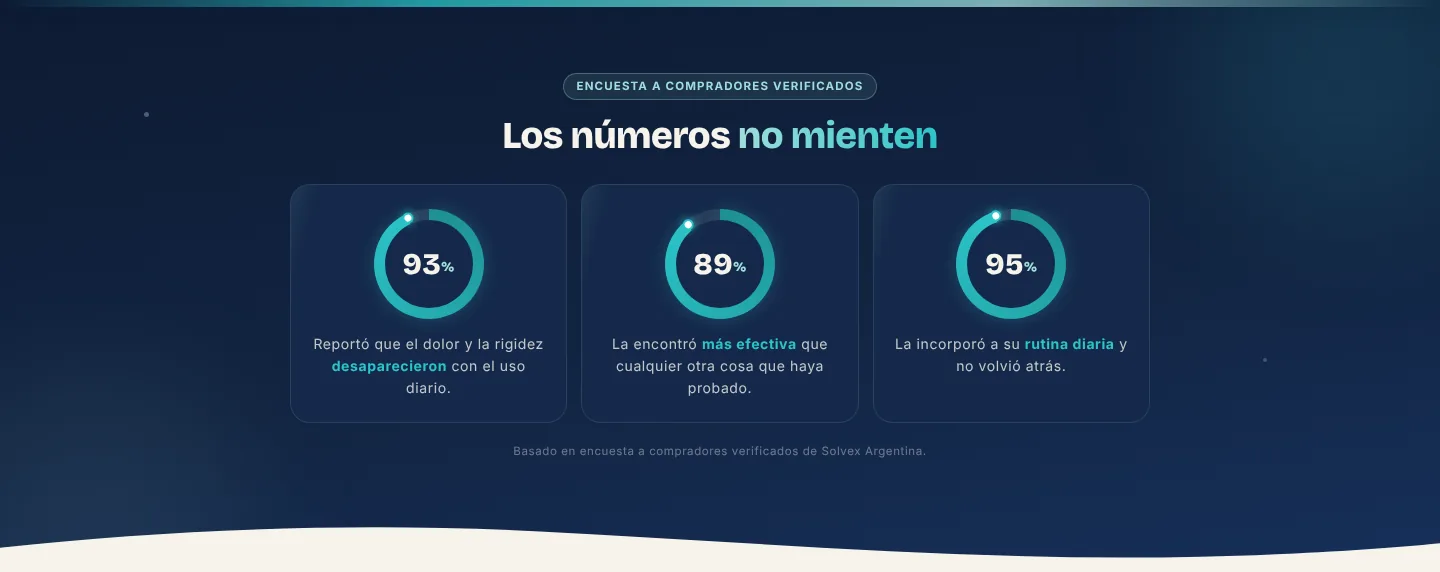 ENCUESTA A COMPRADORES VERIFICADOS
Los números no mienten
93%
Reportó que el dolor y la rigidez
desaparecieron con el uso
diario.
89%
La encontró más efectiva que
cualquier otra cosa que haya
probado.
95%
La incorporó a su rutina diaria y
no volvió atrás.
Basado en encuesta a compradores verificados de Solvex Argentina.